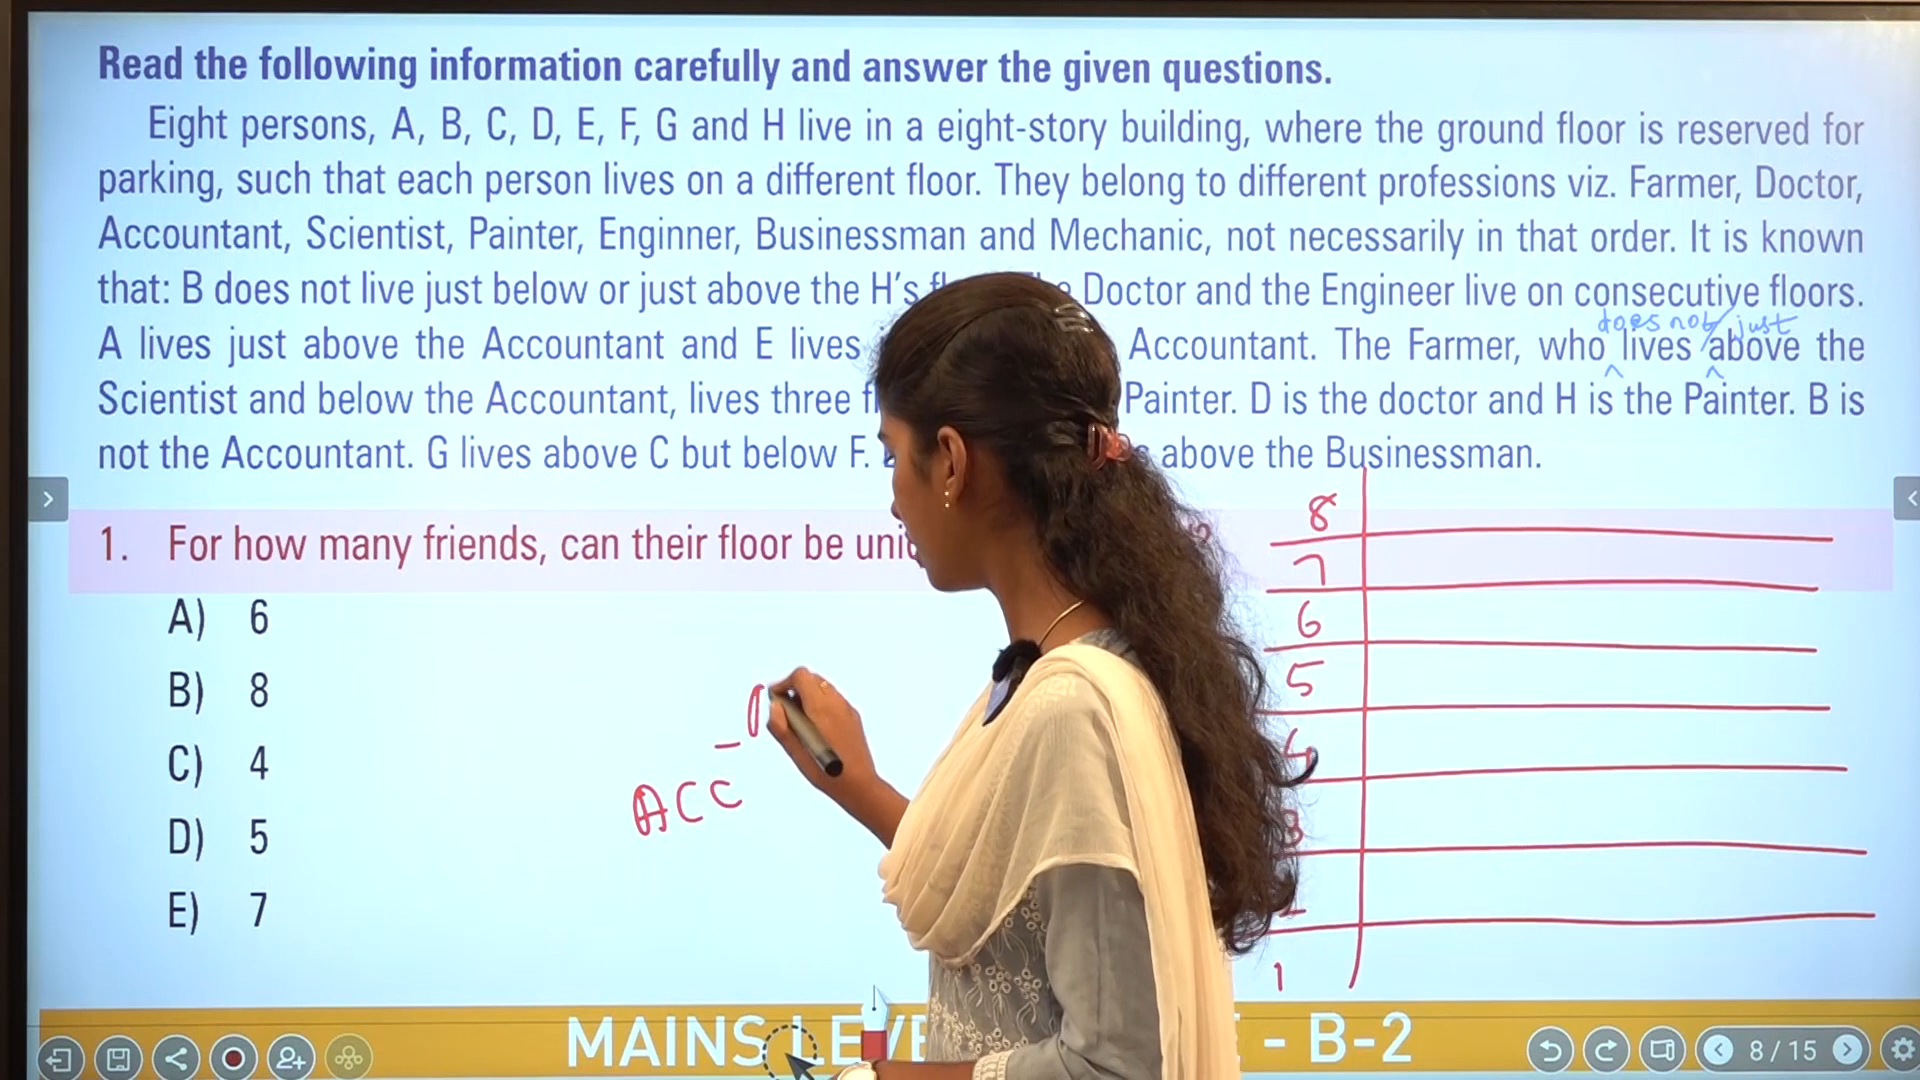 Read the following information carefully and answer the given questions.
Eight persons, A, B, C, D, E, F, G and H live in a eight-story building, where the ground floor is reserved for
parking, such that each person lives on a different floor. They belong to different professions viz. Farmer, Doctor,
Accountant, Scientist, Painter, Enginner, Businessman and Mechanic, not necessarily in that order. It is known
that: B does not live just below or just above the H's Doctor and the Engineer live on consecutive floors.
does not just
A lives just above the Accountant and E lives Accountant. The Farmer, who lives above the
Scientist and below the Accountant, lives three Painter. D is the doctor and H is the Painter. B is
not the Accountant. G lives above C but below F. above the Businessman.
1. For how many friends, can their floor be
A) 6
B) 8
C) 4
D) 5
E) 7
ACC
8
7
6
5
1
MAINS - B-2
8 / 15